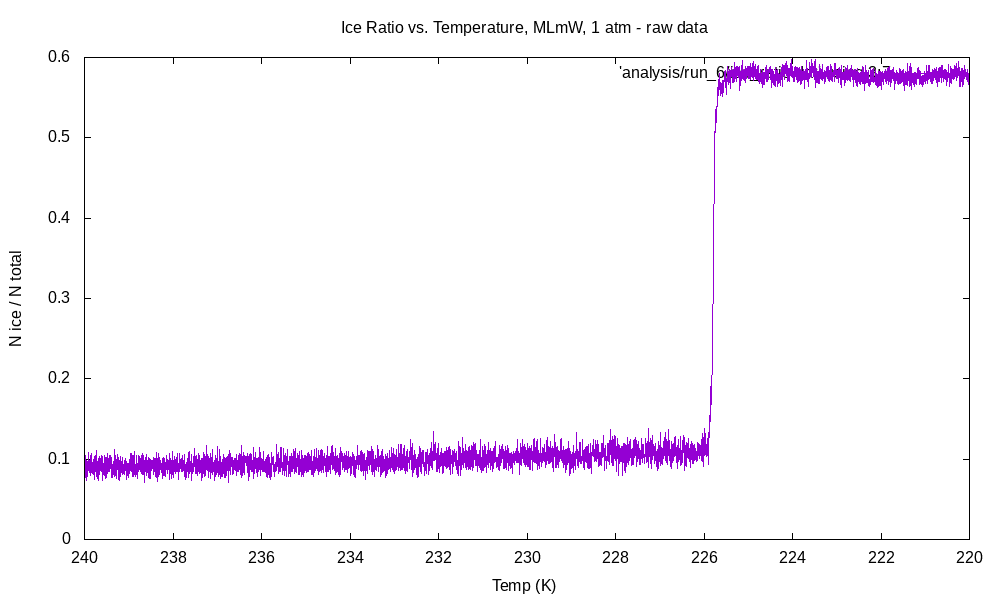 Ice Ratio vs. Temperature, MLmW, 1 atm - raw data
0.6
'analysis/run_6
0.5
0.4
0.3
0.2
0.1
0
N ice / N total
240 238 236 234 232 230 228 226 224 222 220
Temp (K)